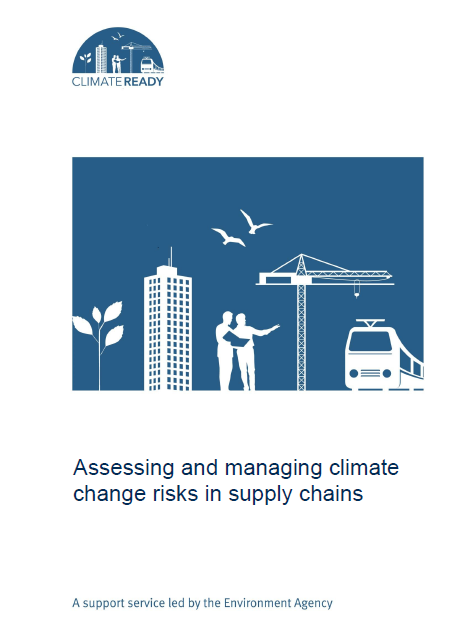 CLIMATE READY
Assessing and managing climate
change risks in supply chains
A support service led by the Environment Agency